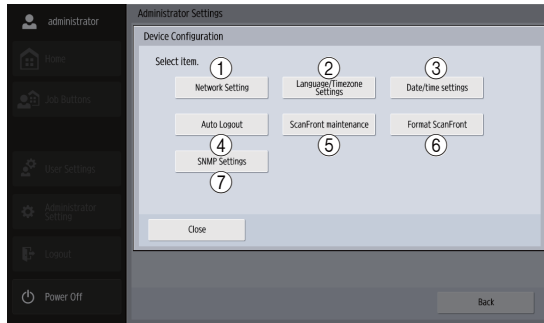 administrator
Administrator Settings
Device Configuration
Home
Select item.
1
2
3
Network Setting
Language/Timezone
Settings
Date/time settings
Job Buttons
Auto Logout
ScanFront maintenance
Format ScanFront
4
5
6
SNMP Settings
7
User Settings
Administrator
Setting
Close
Logout
Power Off
Back